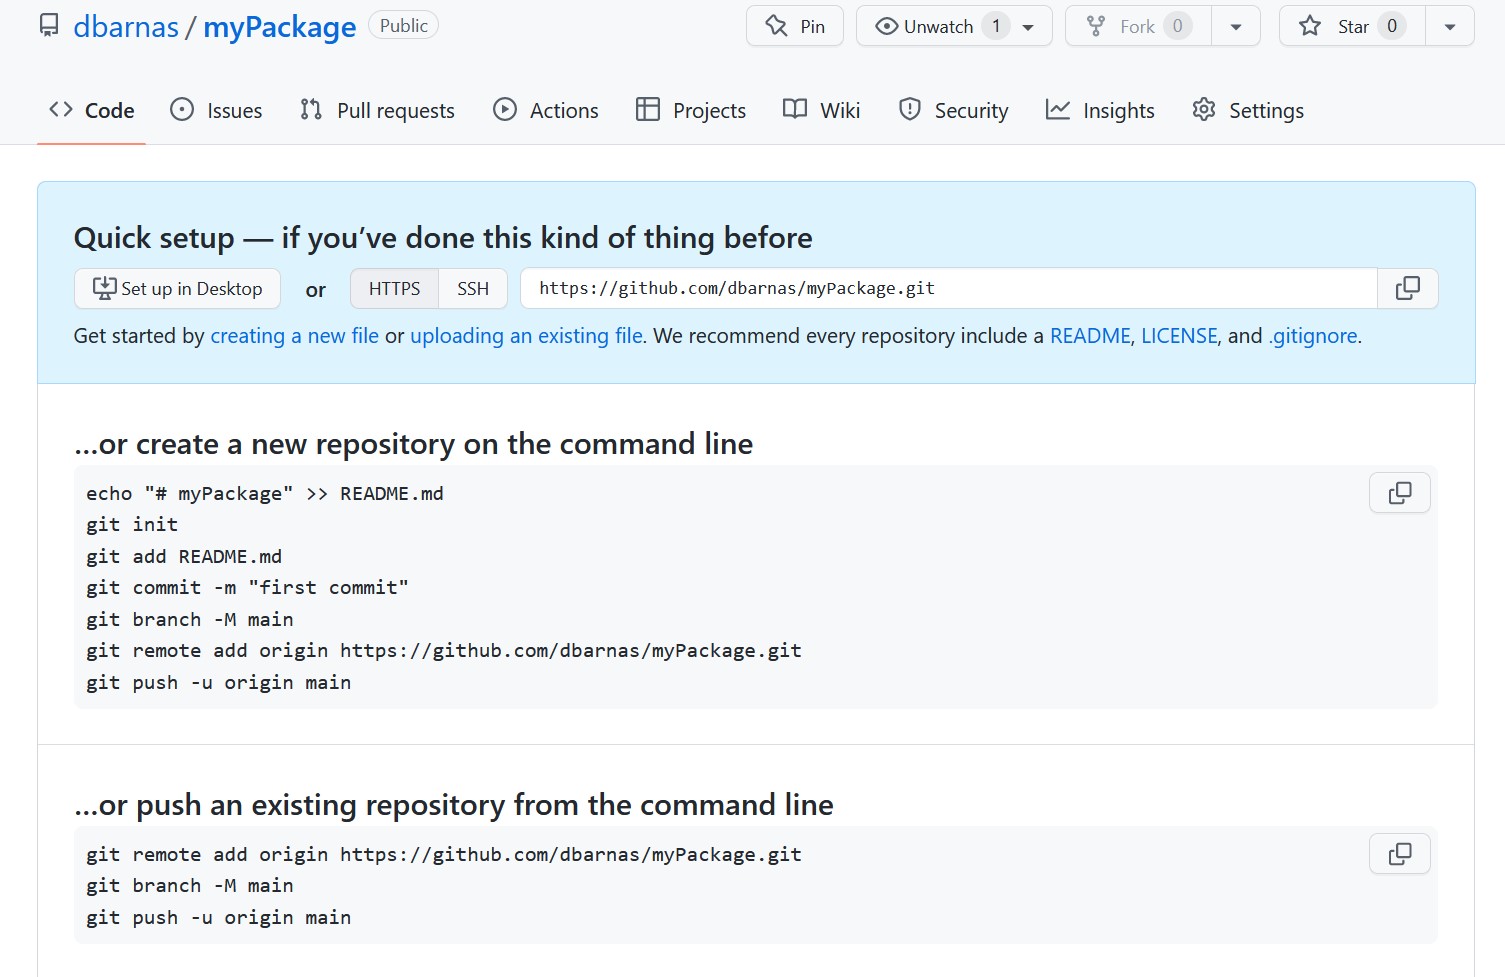 dbarnas / myPackage Public Pin Unwatch 1 Fork 0 Star 0
Code Issues Pull requests Actions Projects Wiki Security Insights Settings
Quick setup — if you’ve done this kind of thing before
Set up in Desktop or HTTPS SSH https://github.com/dbarnas/myPackage.git
Get started by creating a new file or uploading an existing file. We recommend every repository include a README, LICENSE, and .gitignore.
…or create a new repository on the command line
echo "# myPackage" >> README.md
git init
git add README.md
git commit -m "first commit"
git branch -M main
git remote add origin https://github.com/dbarnas/myPackage.git
git push -u origin main
…or push an existing repository from the command line
git remote add origin https://github.com/dbarnas/myPackage.git
git branch -M main
git push -u origin main